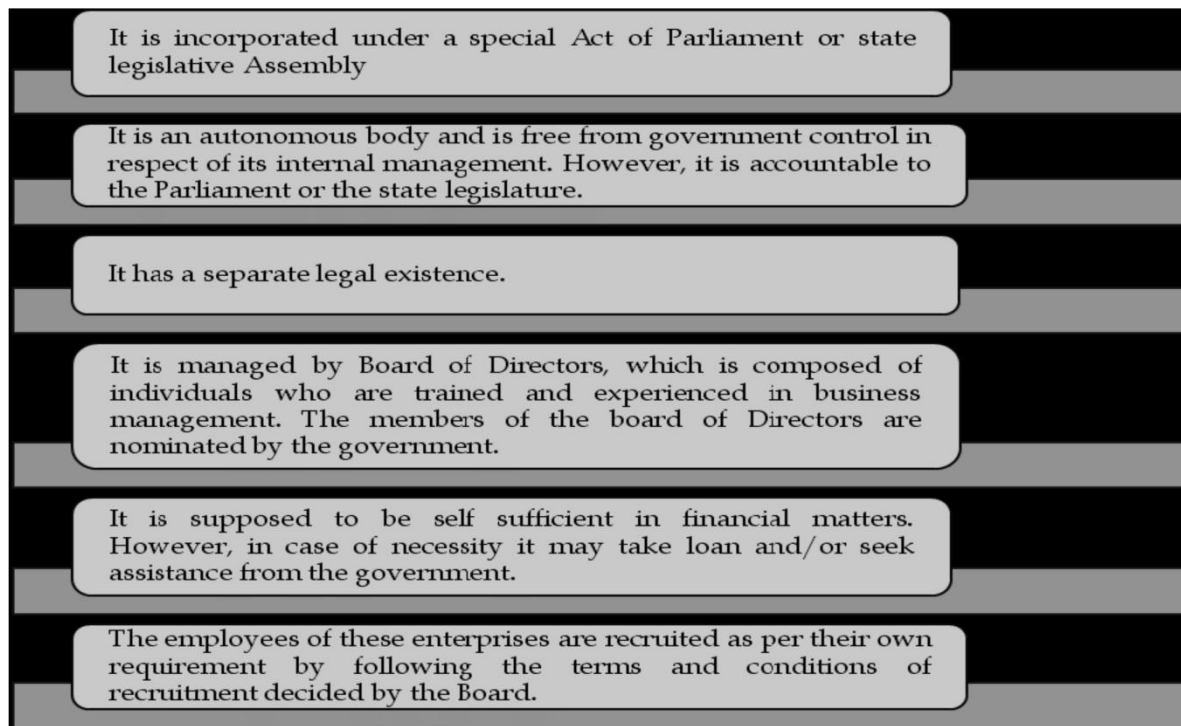 It is incorporated under a special Act of Parliament or state
legislative Assembly
It is an autonomous body and is free from government control in
respect of its internal management. However, it is accountable to
the Parliament or the state legislature.
It has a separate legal existence.
It is managed by Board of Directors, which is composed of
individuals who are trained and experienced in business
management. The members of the board of Directors are
nominated by the government.
It is supposed to be self sufficient in financial matters.
However, in case of necessity it may take loan and/or seek
assistance from the government.
The employees of these enterprises are recruited as per their own
requirement by following the terms and conditions of
recruitment decided by the Board.